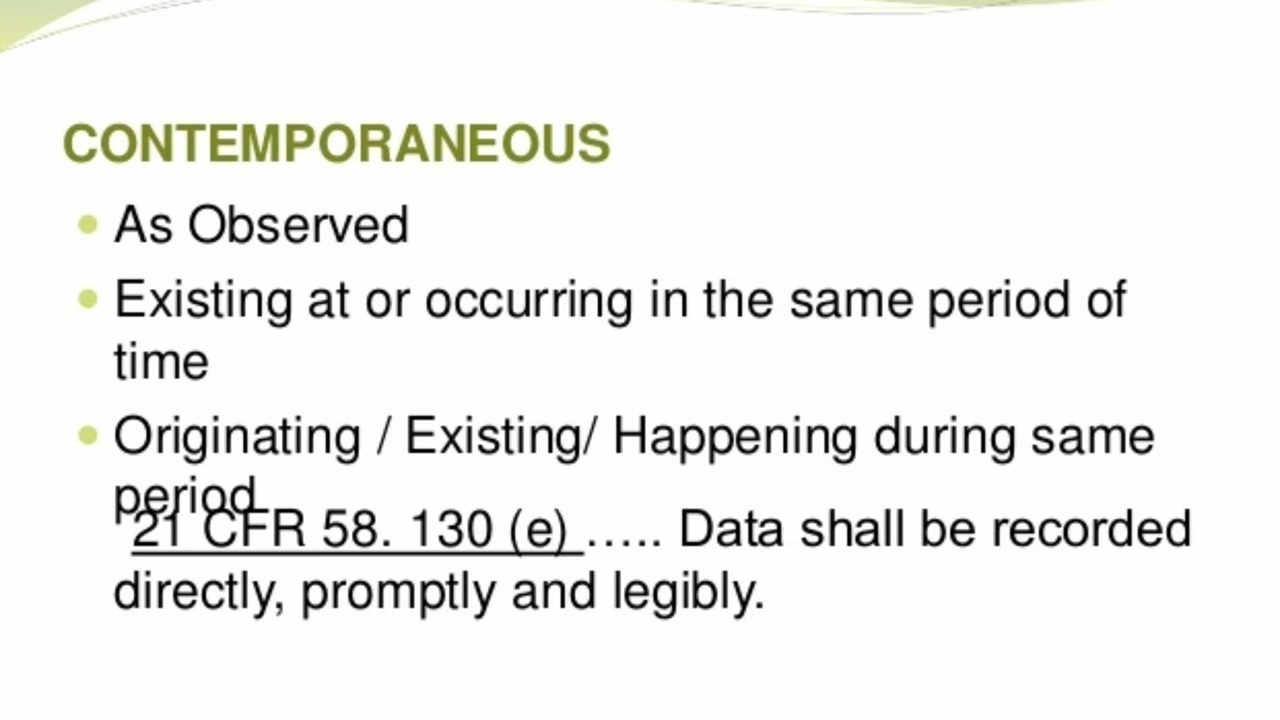 CONTEMPORANEOUS
As Observed
Existing at or occurring in the same period of
time
Originating / Existing/ Happening during same
period
21 CFR 58. 130 (e) ….. Data shall be recorded
directly, promptly and legibly.